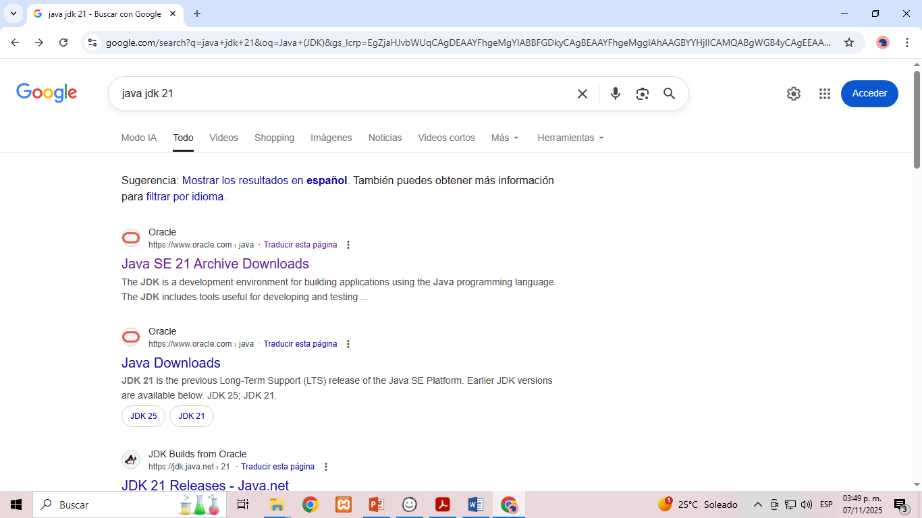 java jdk 21 - Buscar con Google
google.com/search?q=java+jdk+21&oq=Java+(JDK)&gs_lcrp=EgZjaHJvbWUqCAgDEAAYFhgeMgYIABBFGDkyCAgBEAAYFhgeMggIAhAAGBYYHjIICAMQABgWGB4yCAgEEAA...
Google
java jdk 21
Acceder
Modo IA Todo Videos Shopping Imágenes Noticias Videos cortos Más Herramientas
Sugerencia: Mostrar los resultados en español. También puedes obtener más información
para filtrar por idioma.
Oracle
https://www.oracle.com › java · Traducir esta página
Java SE 21 Archive Downloads
The JDK is a development environment for building applications using the Java programming language.
The JDK includes tools useful for developing and testing ...
Oracle
https://www.oracle.com › java · Traducir esta página
Java Downloads
JDK 21 is the previous Long-Term Support (LTS) release of the Java SE Platform. Earlier JDK versions
are available below. JDK 25; JDK 21.
JDK 25 JDK 21
JDK Builds from Oracle
https://jdk.java.net › 21 · Traducir esta página
JDK 21 Releases - Java.net
Buscar
25°C Soleado
ESP
03:49 p. m.
07/11/2025
3